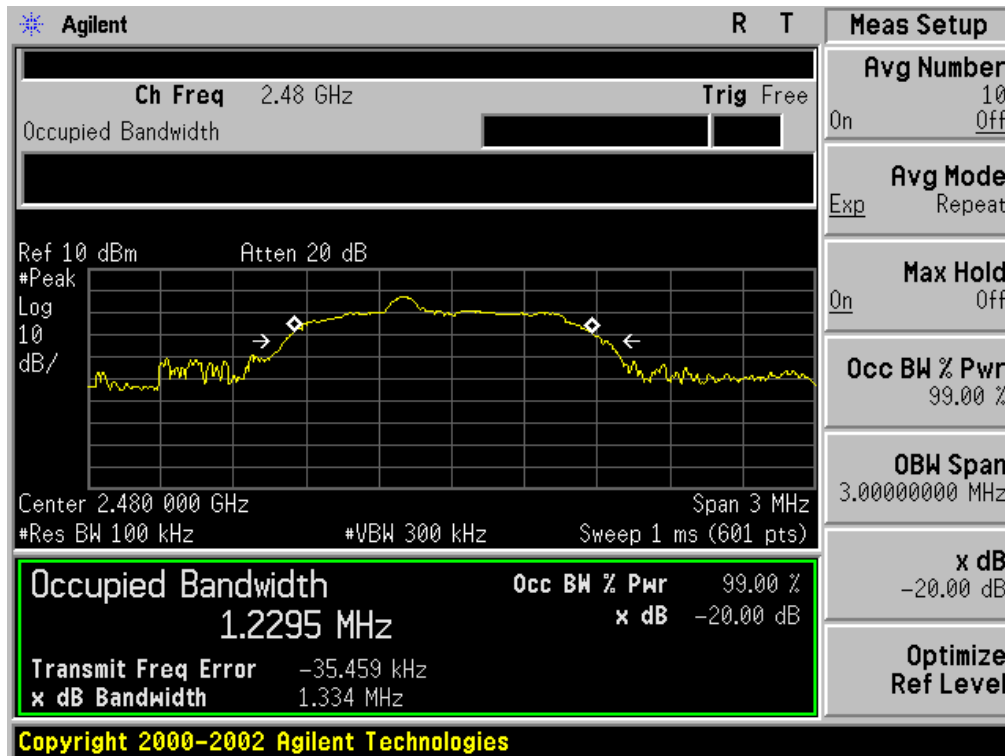 Agilent R T
Ch Freq 2.48 GHz Trig Free
Occupied Bandwidth
Ref 10 dBm Atten 20 dB
#Peak
Log
10
dB/
Center 2.480 000 GHz Span 3 MHz
#Res BW 100 kHz #VBW 300 kHz Sweep 1 ms (601 pts)
Occupied Bandwidth
1.2295 MHz
Occ BW % Pwr 99.00 %
x dB -20.00 dB
Transmit Freq Error -35.459 kHz
x dB Bandwidth 1.334 MHz
Copyright 2000-2002 Agilent Technologies
Meas Setup
Avg Number
10
On Off
Avg Mode
Exp Repeat
Max Hold
On Off
Occ BW % Pwr
99.00 %
OBW Span
3.00000000 MHz
x dB
-20.00 dB
Optimize
Ref Level